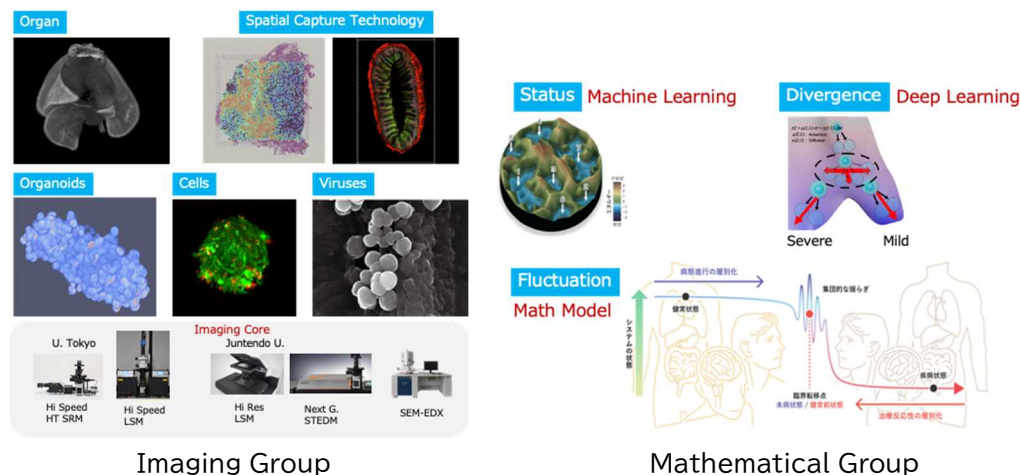 Organ
Spatial Capture Technology
Organoids
Cells
Viruses
Imaging Core
U. Tokyo
Juntendo U.
Hi Speed
HT SRM
Hi Speed
LSM
Hi Res
LSM
Next G.
STEDM
SEM-EDX
Imaging Group
Status
Machine Learning
Divergence
Deep Learning
Severe
Mild
Fluctuation
Math Model
病態進行の層別化
集団的な揺らぎ
健常状態
システムの状態
疾病状態
臨界転移点
未病状態 / 健常前状態
治療反応性の層別化
Mathematical Group